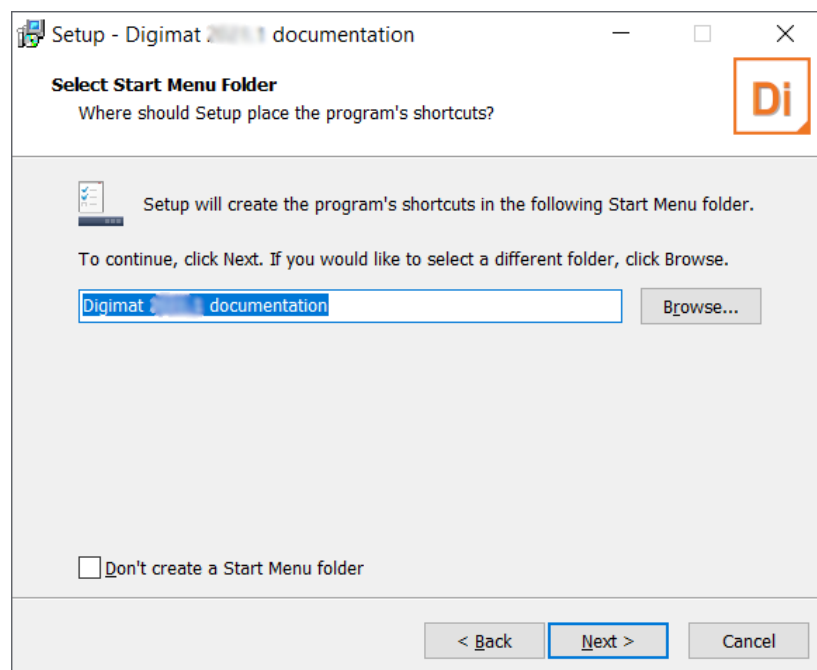 Setup - Digimat documentation
Select Start Menu Folder
Where should Setup place the program's shortcuts?
Di
Setup will create the program's shortcuts in the following Start Menu folder.
To continue, click Next. If you would like to select a different folder, click Browse.
Digimat documentation
Browse...
Don't create a Start Menu folder
< Back
Next >
Cancel